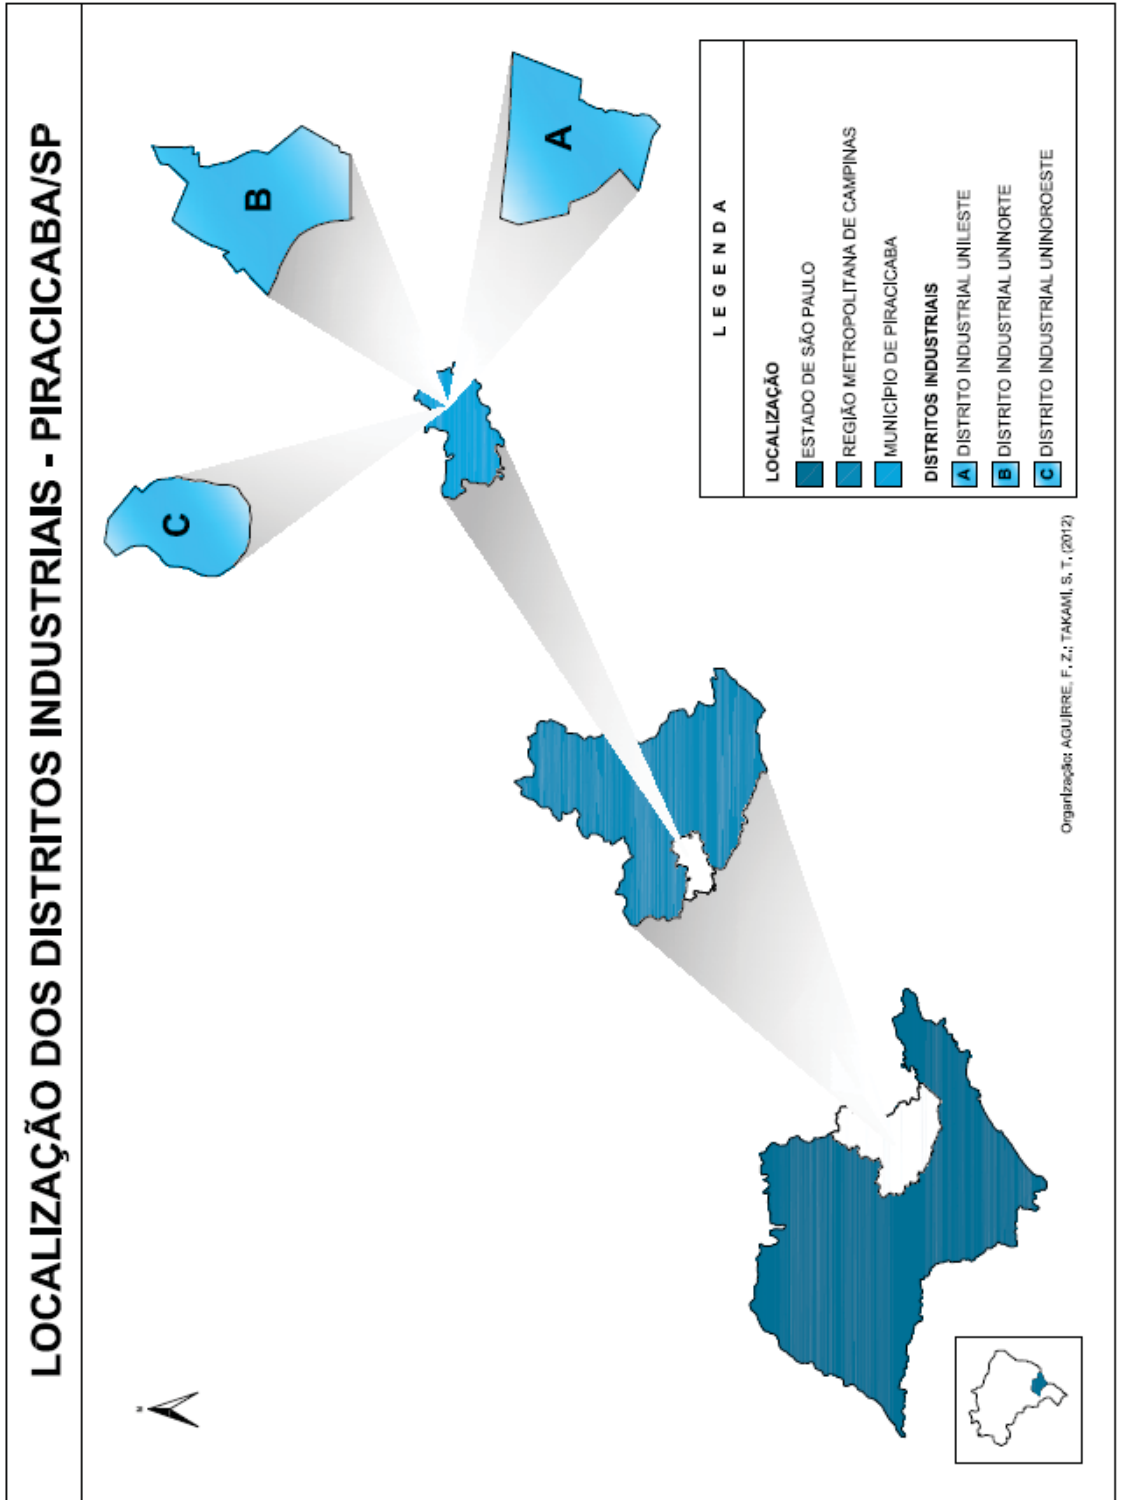 LOCALIZAÇÃO DOS DISTRITOS INDUSTRIAIS - PIRACICABA/SP
N
C
B
A
LEGENDA
LOCALIZAÇÃO
ESTADO DE SÃO PAULO
REGIÃO METROPOLITANA DE CAMPINAS
MUNICÍPIO DE PIRACICABA
DISTRITOS INDUSTRIAIS
A DISTRITO INDUSTRIAL UNILESTE
B DISTRITO INDUSTRIAL UNINORTE
C DISTRITO INDUSTRIAL UNINOROESTE
Organização: AGUIRRE, F. Z.; TAKAMI, S. T. (2012)